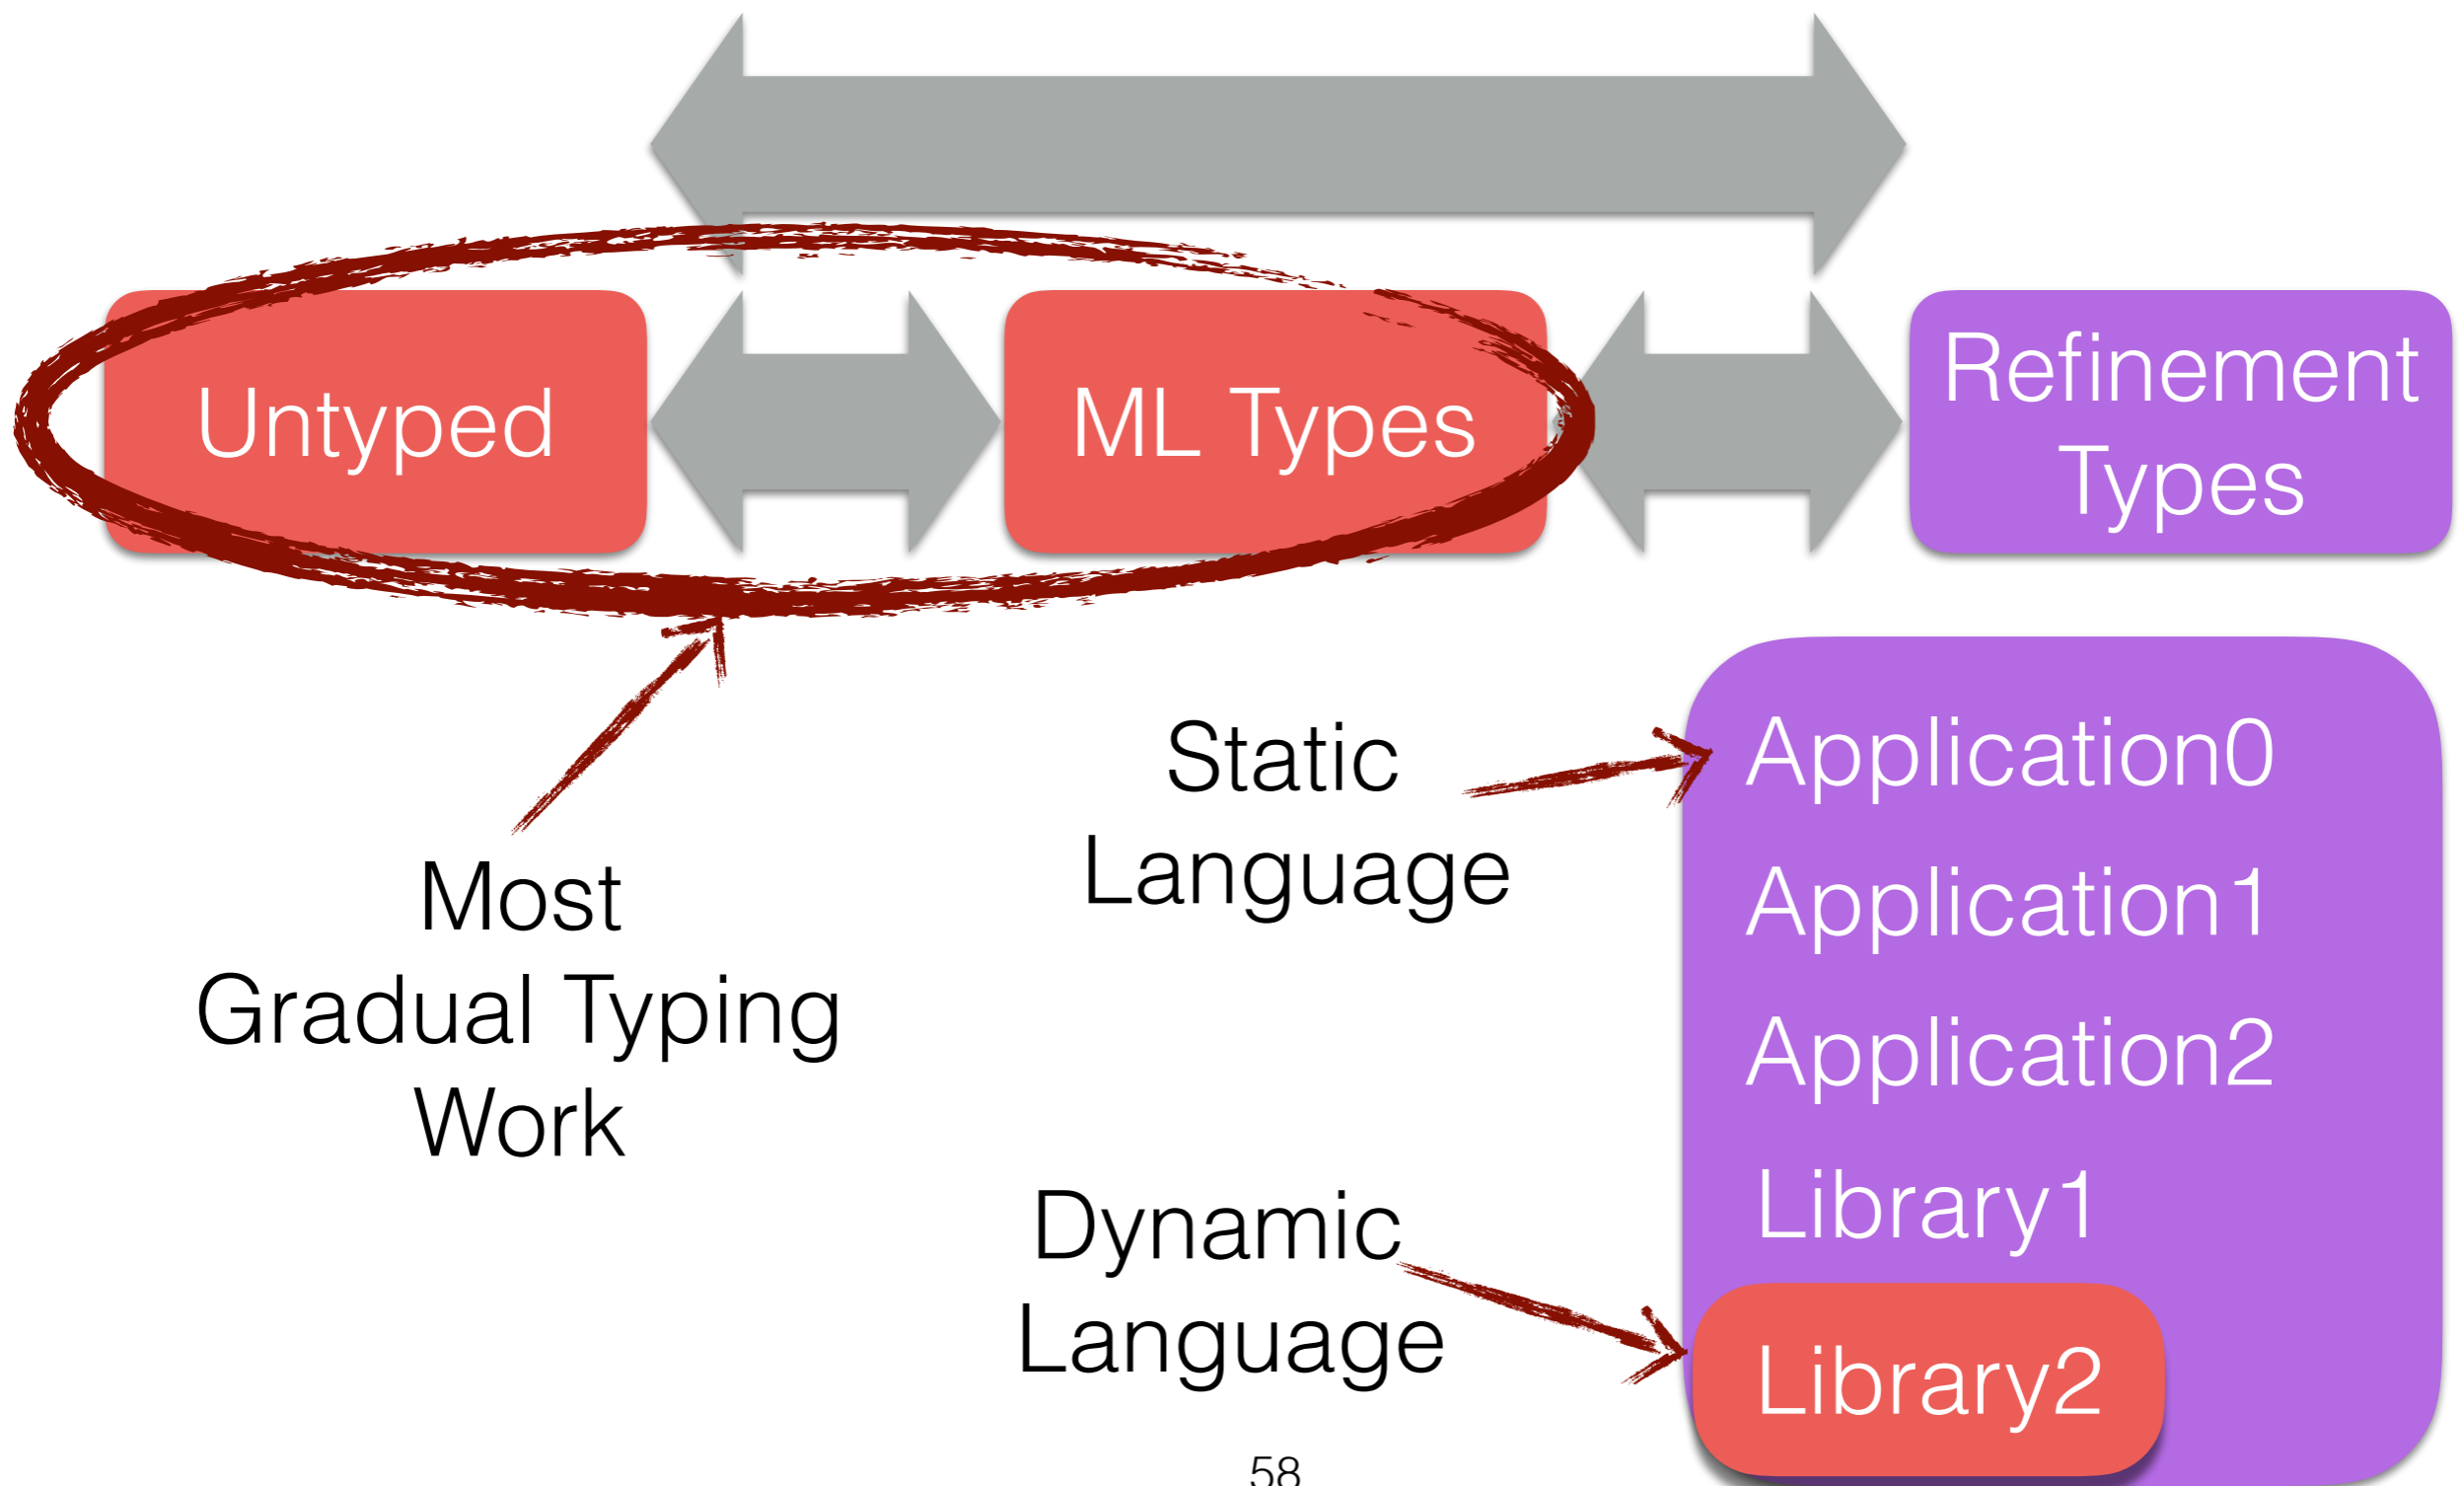 Untyped
ML Types
Refinement
Types
Most
Gradual Typing
Work
Static
Language
Dynamic
Language
Application0
Application1
Application2
Library1
Library2
58